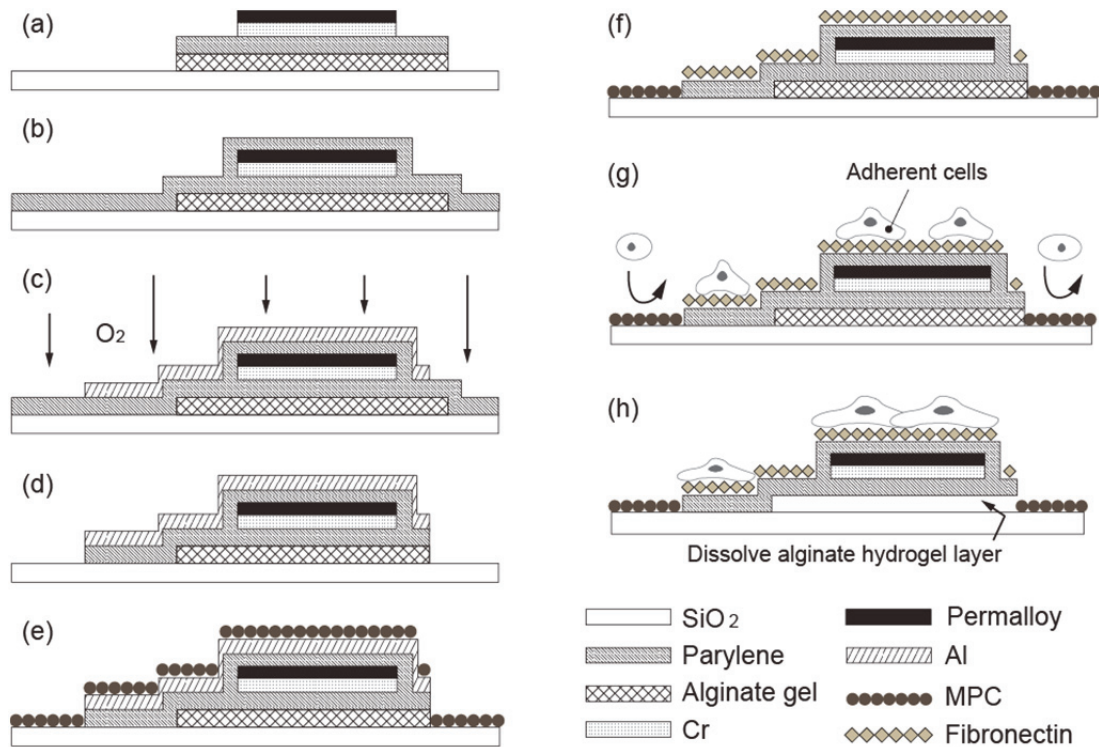 (a)
(b)
(c)
O₂
(d)
(e)
(f)
(g)
Adherent cells
(h)
Dissolve alginate hydrogel layer
SiO₂
Parylene
Alginate gel
Cr
Permalloy
Al
MPC
Fibronectin